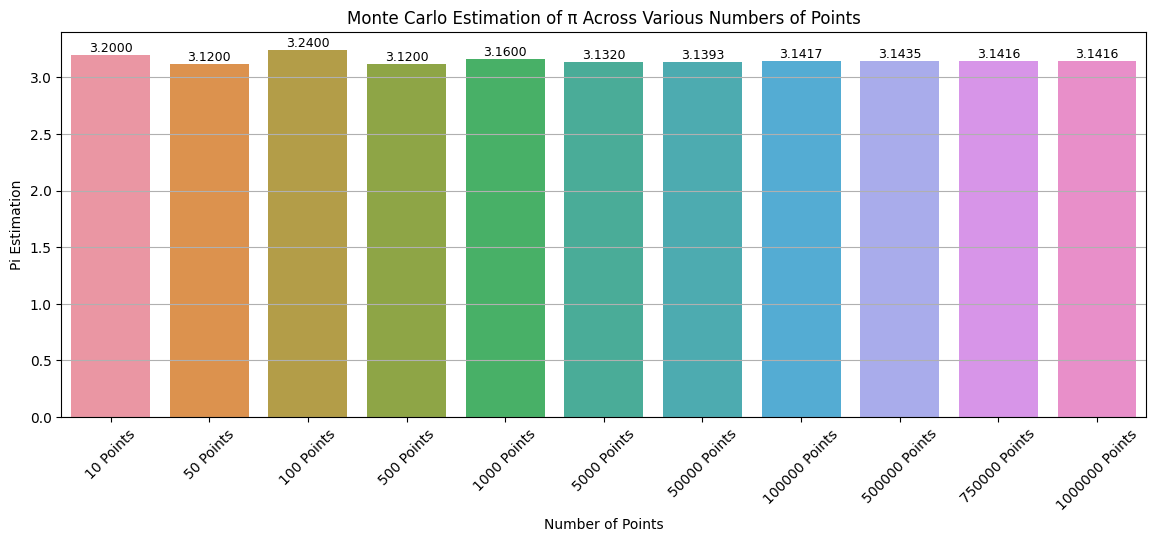 Monte Carlo Estimation of π Across Various Numbers of Points
3.2000
3.1200
3.2400
3.1200
3.1600
3.1320
3.1393
3.1417
3.1435
3.1416
3.1416
Pi Estimation
3.0
2.5
2.0
1.5
1.0
0.5
0.0
10 Points
50 Points
100 Points
500 Points
1000 Points
5000 Points
50000 Points
100000 Points
500000 Points
750000 Points
1000000 Points
Number of Points